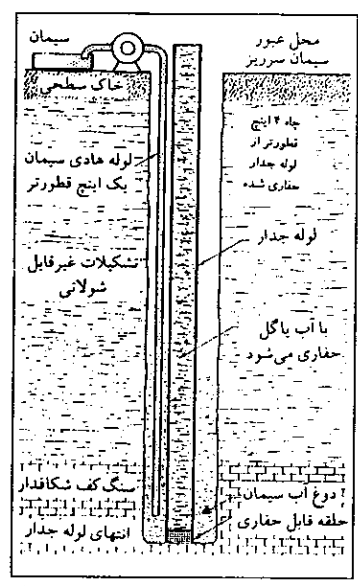 محل عبور
سیمان سرریز
سیمان
خاک سطحی
چاه ۴ اینچ
قطورتر از
لوله جدار
حفاری شده
لوله هادی سیمان
یک اینچ قطورتر
لوله جدار
تشکیلات غیرقابل
شولاتی
با آب یا گل
حفاری می‌شود
سنگ کف شکافدار
دوغ آب سیمان
انتهای لوله جدار
حلقه قابل حفاری